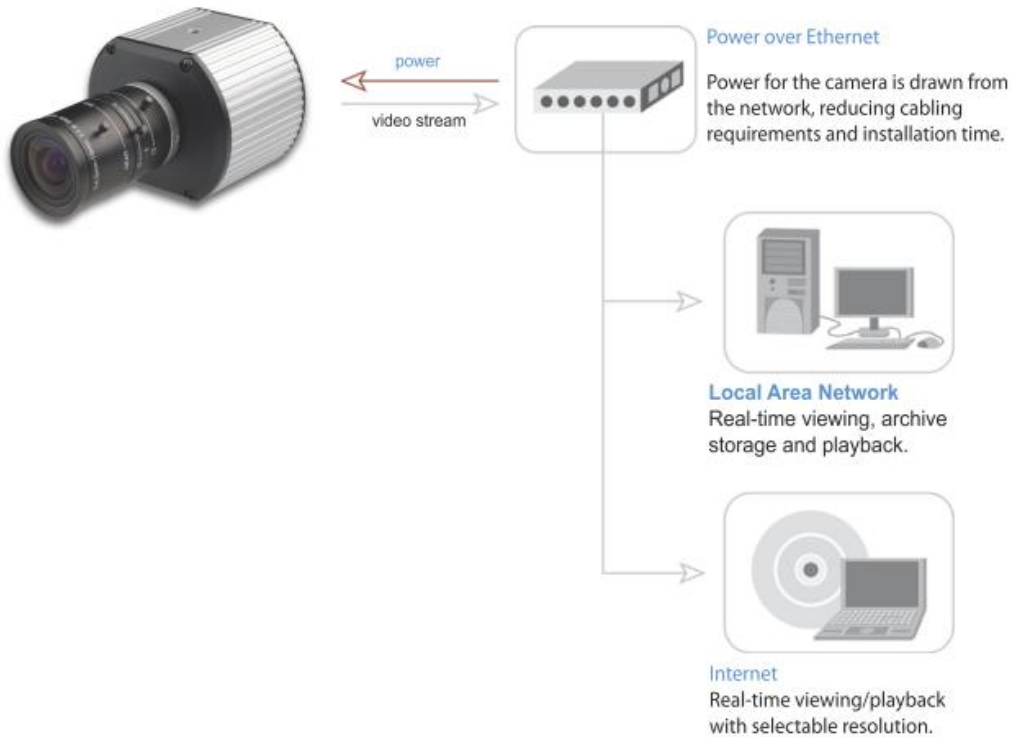 power
video stream
Power over Ethernet
Power for the camera is drawn from
the network, reducing cabling
requirements and installation time.
Local Area Network
Real-time viewing, archive
storage and playback.
Internet
Real-time viewing/playback
with selectable resolution.